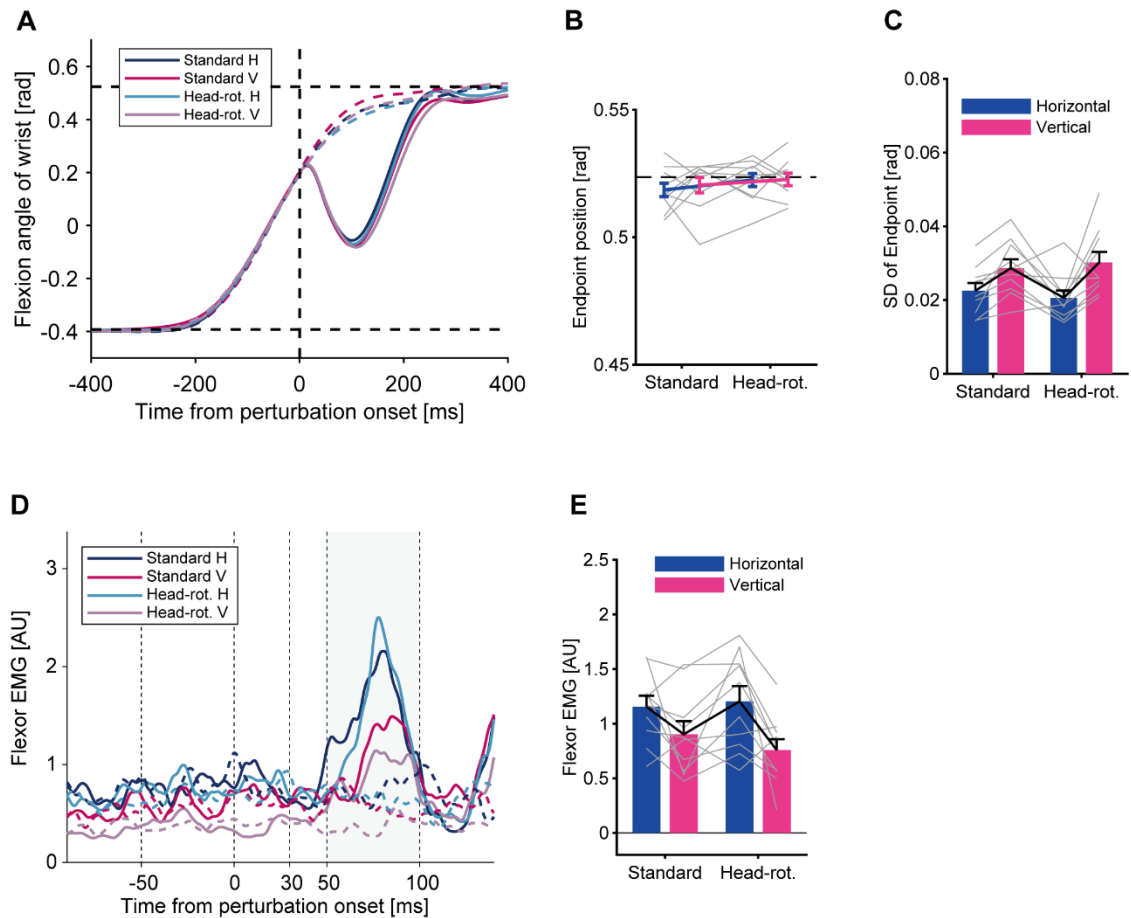 A
Flexion angle of wrist [rad]
0.6
0.4
0.2
0
-0.2
-0.4
Standard H
Standard V
Head-rot. H
Head-rot. V
-400
-200
0
200
400
Time from perturbation onset [ms]
B
Endpoint position [rad]
0.55
0.5
0.45
Standard
Head-rot.
C
SD of Endpoint [rad]
0.08
0.06
0.04
0.02
0
Horizontal
Vertical
Standard
Head-rot.
D
Flexor EMG [AU]
3
2
1
0
Standard H
Standard V
Head-rot. H
Head-rot. V
-50
0
30
50
100
Time from perturbation onset [ms]
E
Flexor EMG [AU]
2.5
2
1.5
1
0.5
0
Horizontal
Vertical
Standard
Head-rot.